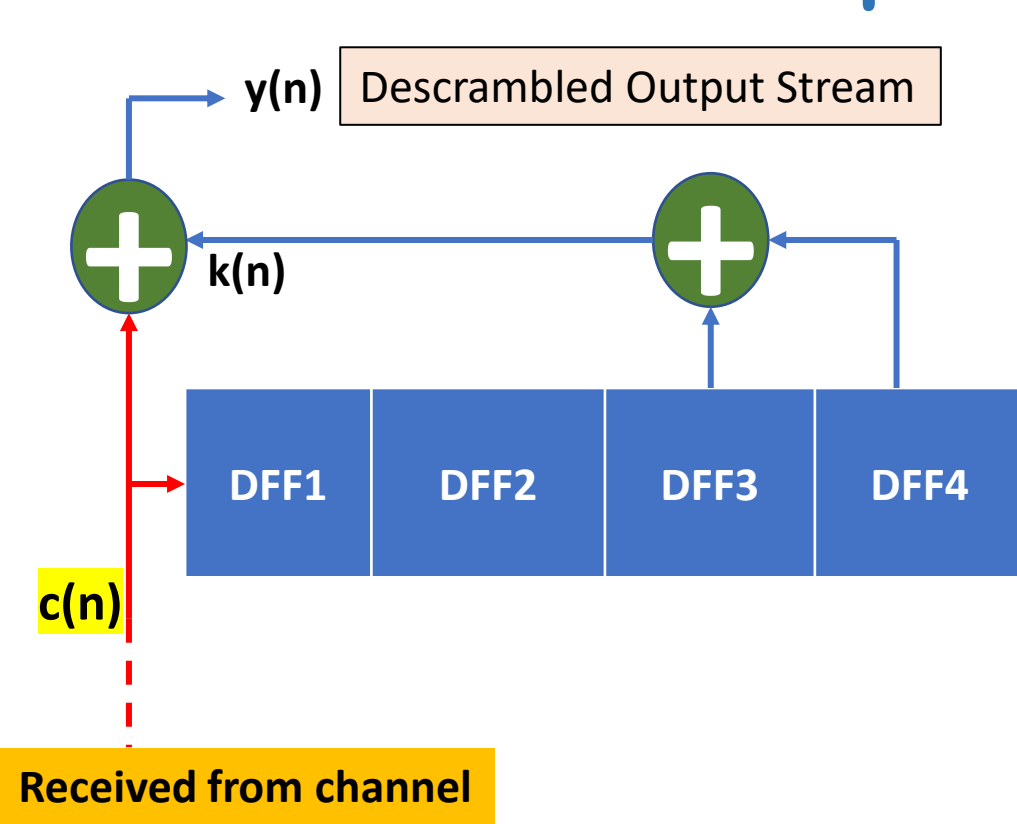 y(n) Descrambled Output Stream
k(n)
DFF1 DFF2 DFF3 DFF4
c(n)
Received from channel